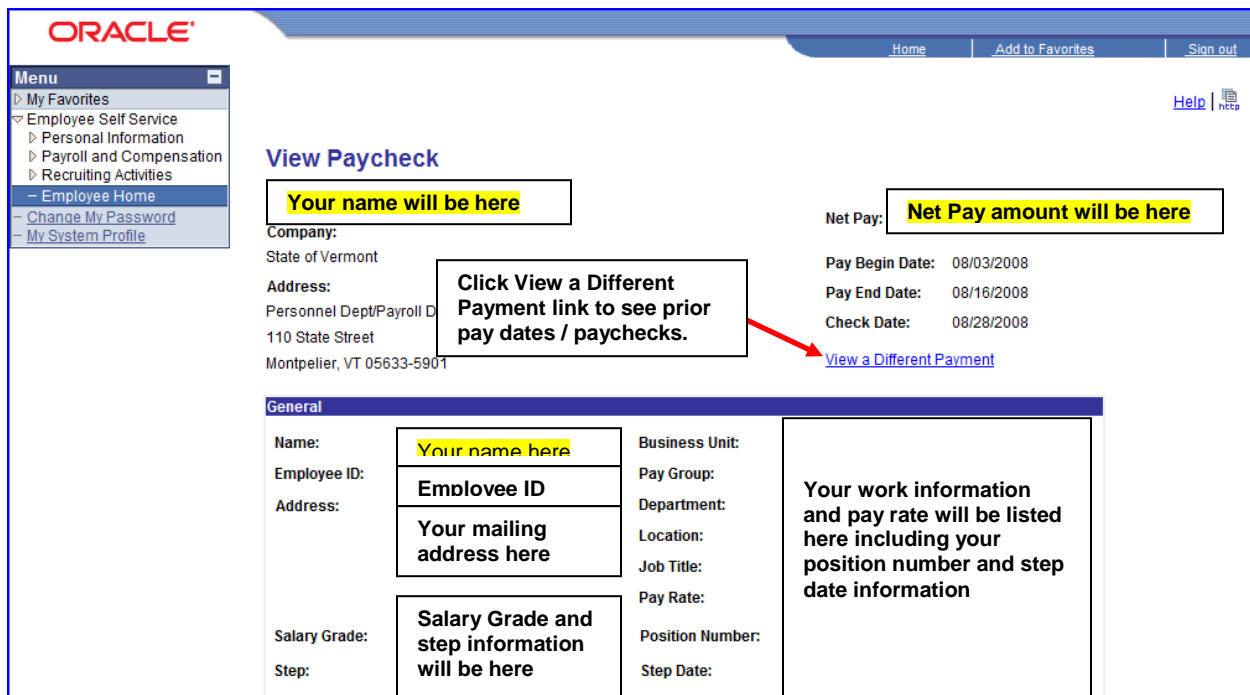 ORACLE
Home
Add to Favorites
Sign out
Menu
My Favorites
Employee Self Service
Personal Information
Payroll and Compensation
Recruiting Activities
– Employee Home
– Change My Password
– My System Profile
Help
http
View Paycheck
Your name will be here
Company:
State of Vermont
Address:
Personnel Dept/Payroll D
110 State Street
Montpelier, VT 05633-5901
Click View a Different
Payment link to see prior
pay dates / paychecks.
Net Pay:
Net Pay amount will be here
Pay Begin Date: 08/03/2008
Pay End Date: 08/16/2008
Check Date: 08/28/2008
View a Different Payment
General
Name:
Your name here
Employee ID:
Employee ID
Address:
Your mailing
address here
Salary Grade:
Step:
Salary Grade and
step information
will be here
Business Unit:
Pay Group:
Department:
Location:
Job Title:
Pay Rate:
Position Number:
Step Date:
Your work information
and pay rate will be listed
here including your
position number and step
date information